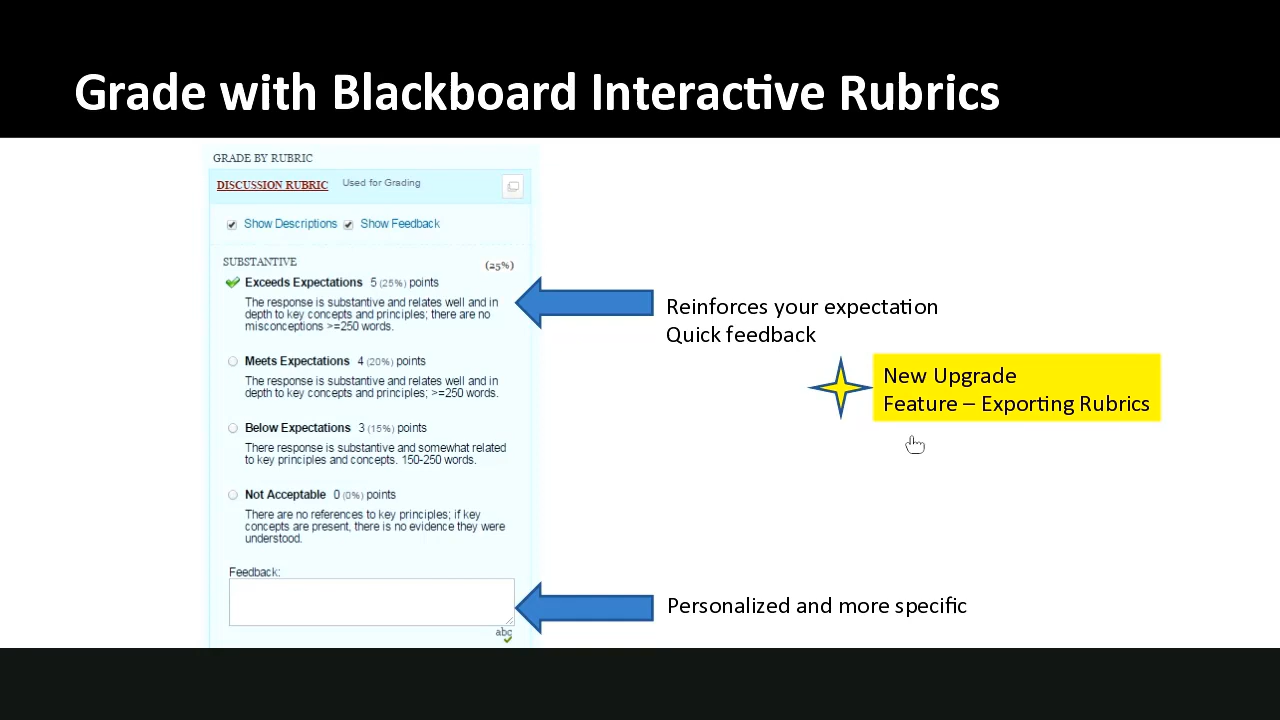 Grade with Blackboard Interactive Rubrics
GRADE BY RUBRIC
DISCUSSION RUBRIC Used for Grading
Show Descriptions Show Feedback
SUBSTANTIVE (25%)
Exceeds Expectations 5 (25%) points
The response is substantive and relates well and in
depth to key concepts and principles; there are no
misconceptions >=250 words.
Meets Expectations 4 (20%) points
The response is substantive and relates well and in
depth to key concepts and principles; >=250 words.
Below Expectations 3 (15%) points
There response is substantive and somewhat related
to key principles and concepts. 150-250 words.
Not Acceptable 0 (0%) points
There are no references to key principles; if key
concepts are present, there is no evidence they were
understood.
Feedback:
abc
Reinforces your expectation
Quick feedback
New Upgrade
Feature – Exporting Rubrics
Personalized and more specific